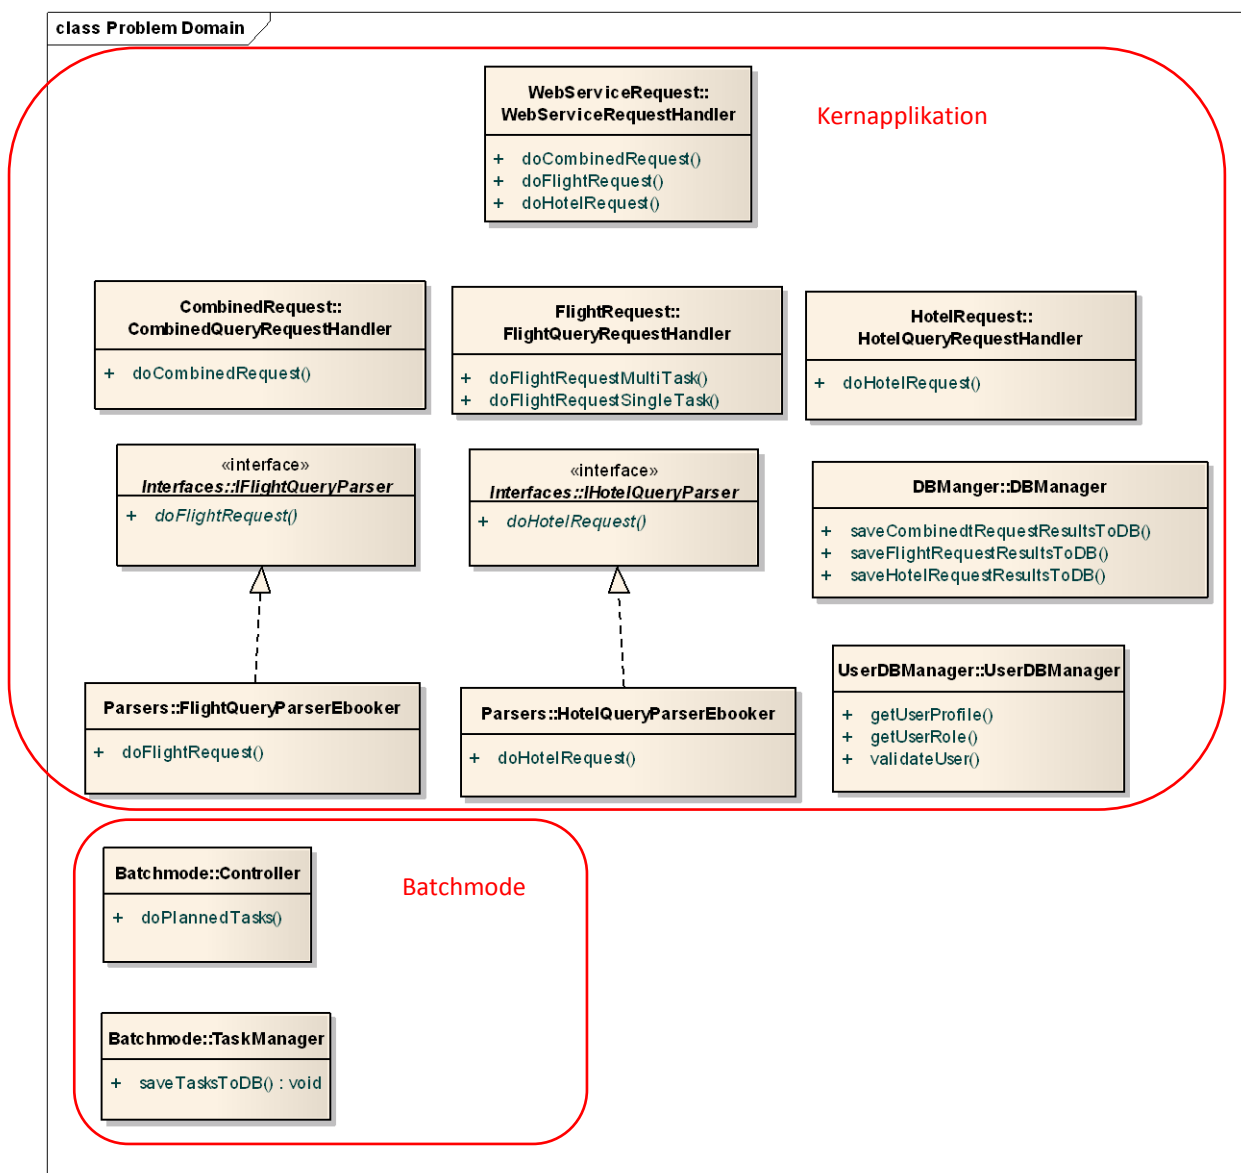 class Problem Domain
Kernapplikation
WebServiceRequest::
WebServiceRequestHandler
+ doCombinedRequest()
+ doFlightRequest()
+ doHotelRequest()
CombinedRequest::
CombinedQueryRequestHandler
+ doCombinedRequest()
FlightRequest::
FlightQueryRequestHandler
+ doFlightRequestMultiTask()
+ doFlightRequestSingleTask()
HotelRequest::
HotelQueryRequestHandler
+ doHotelRequest()
«interface»
Interfaces::IFlightQueryParser
+ doFlightRequest()
«interface»
Interfaces::IHotelQueryParser
+ doHotelRequest()
DBManger::DBManager
+ saveCombinedtRequestResultsToDB()
+ saveFlightRequestResultsToDB()
+ saveHotelRequestResultsToDB()
Parsers::FlightQueryParserEbooker
+ doFlightRequest()
Parsers::HotelQueryParserEbooker
+ doHotelRequest()
UserDBManager::UserDBManager
+ getUserProfile()
+ getUserRole()
+ validateUser()
Batchmode::Controller
+ doPlannedTasks()
Batchmode
Batchmode::TaskManager
+ saveTasksToDB() : void